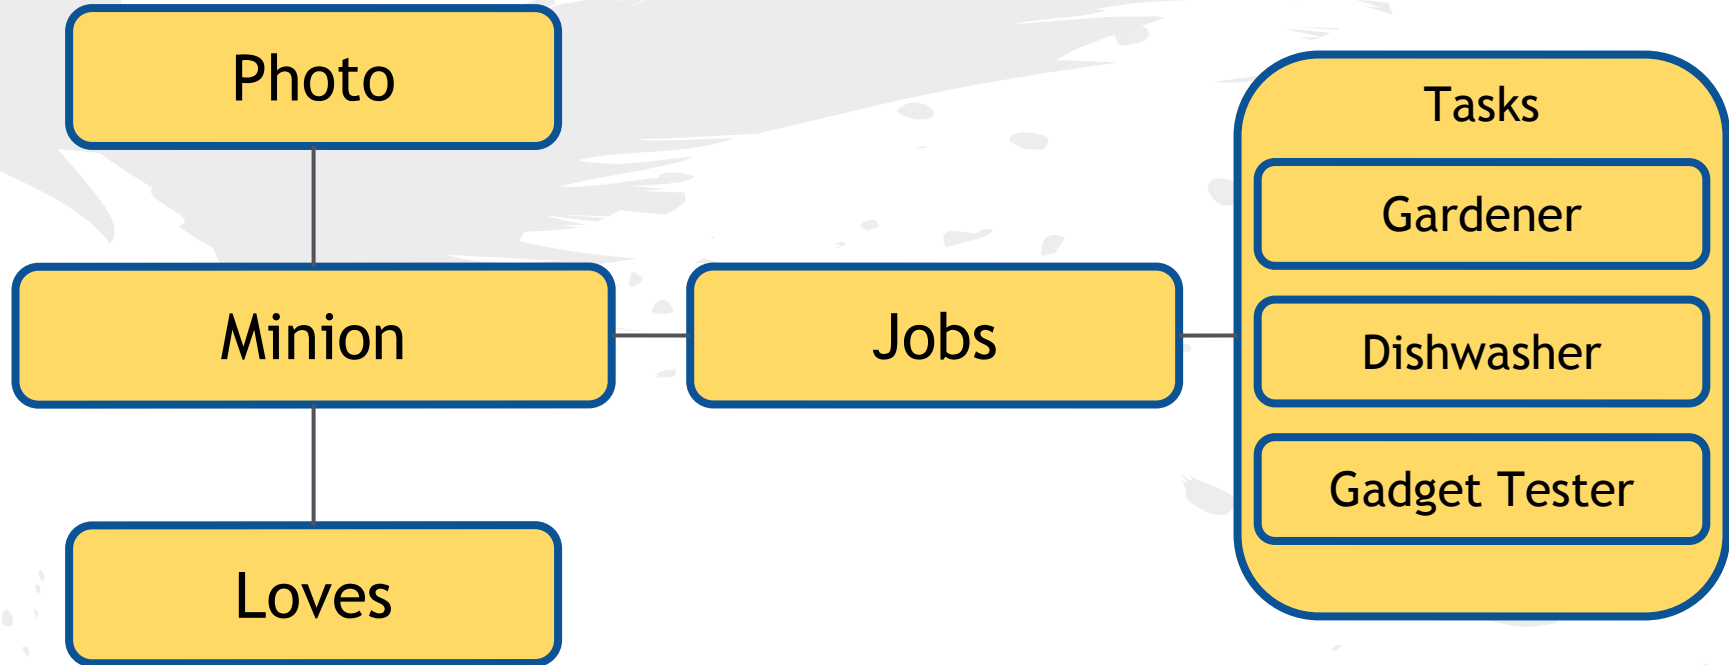 Photo
Minion
Loves
Jobs
Tasks
Gardener
Dishwasher
Gadget Tester